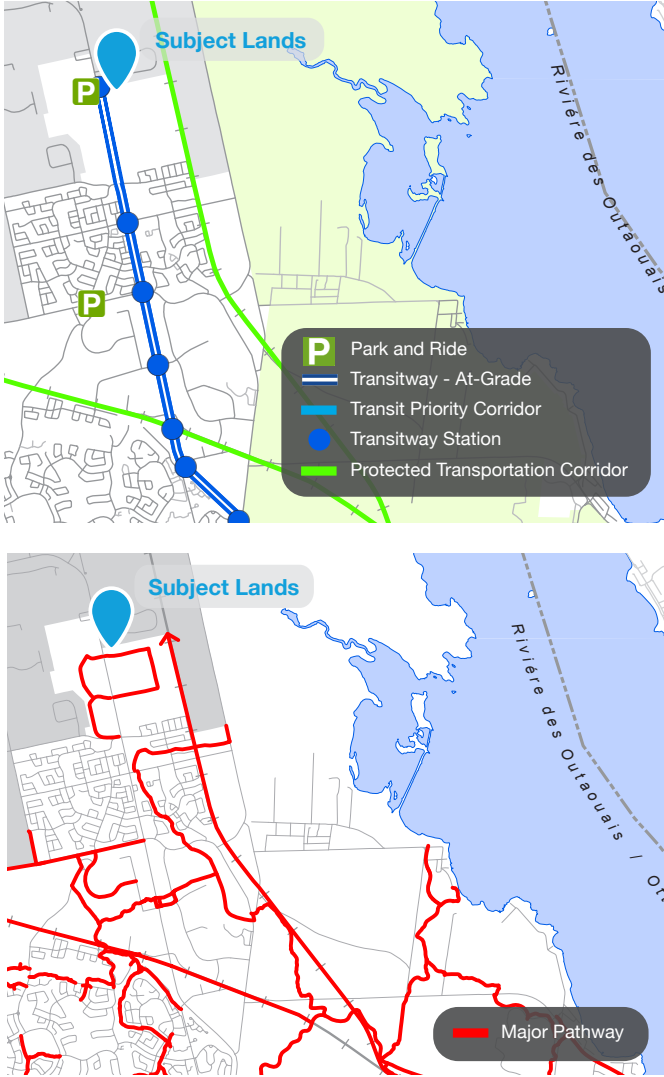 Subject Lands
P
Rivière des Outaouais
P
P Park and Ride
Transitway - At-Grade
Transit Priority Corridor
Transitway Station
Protected Transportation Corridor
Subject Lands
Rivière des Outaouais / Ott
Major Pathway